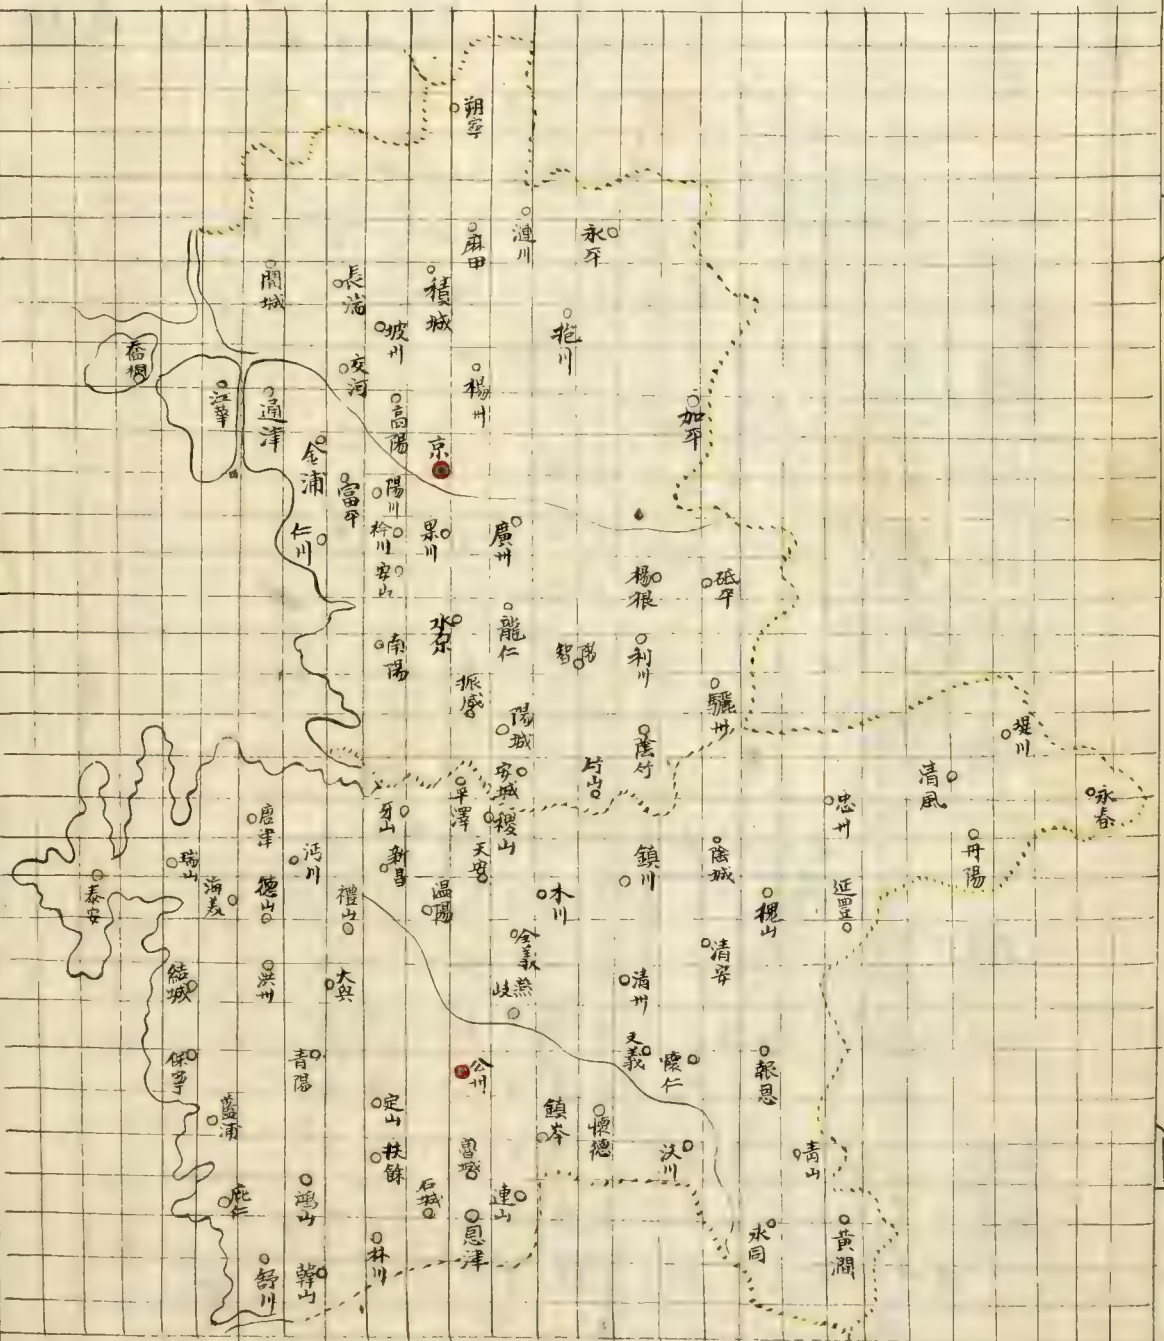 朔寧
漣川
永平
麻田
開城
長湍
積城
坡川
抱川
喬桐
交河
楊州
江華
通津
高陽
加平
京
金浦
富平
陽川
仁川
衿川
果川
廣州
安山
楊根
砥平
水原
龍仁
南陽
利川
振威
驪州
陽城
陰竹
堤川
安城
竹山
清風
永春
平澤
稷山
忠州
牙山
唐津
丹陽
新昌
天安
鎮川
陰城
沔川
瑞山
海美
德山
泰安
禮山
温陽
木川
槐山
延豐
全義
清安
結城
洪州
大興
燕岐
清州
保寧
青陽
公州
文義
懷仁
報恩
藍浦
定山
鎮岑
懷德
扶餘
魯城
沃川
青山
庇仁
鴻山
石城
連山
恩津
永同
黃澗
林川
舒川
韓山